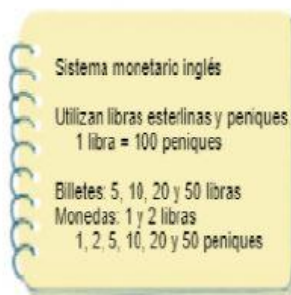 Sistema monetario inglés
Utilizan libras esterlinas y peniques
1 libra = 100 peniques
Billetes: 5, 10, 20 y 50 libras
Monedas: 1 y 2 libras
1, 2, 5, 10, 20 y 50 peniques